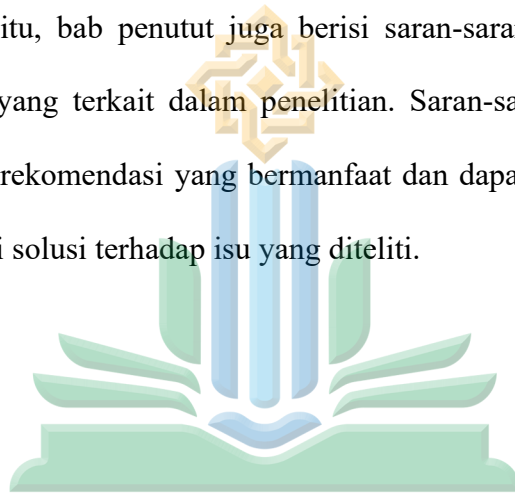 itu, bab penutut juga berisi saran-saran
yang terkait dalam penelitian. Saran-sa
rekomendasi yang bermanfaat dan dapa
i solusi terhadap isu yang diteliti.